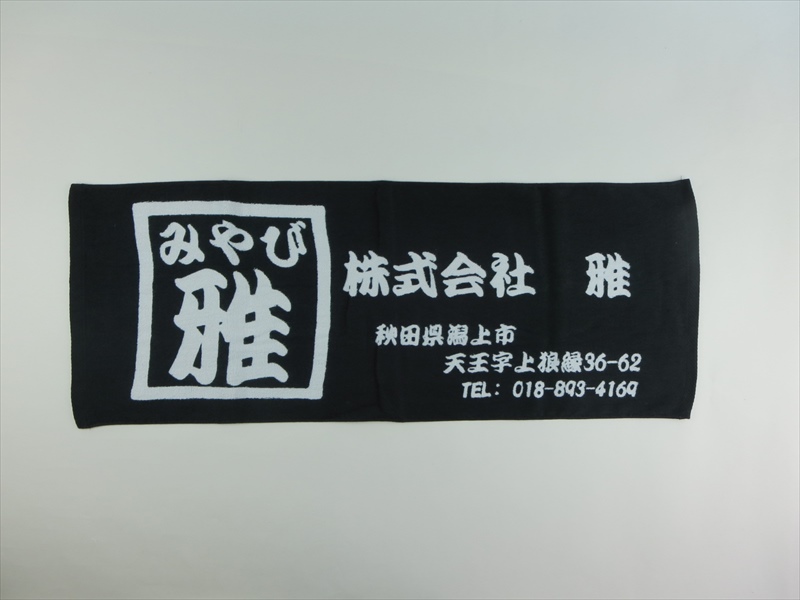 みやび
雅
株式会社　雅
秋田県潟上市
天王字上狼縁36-62
TEL: 018-893-4169